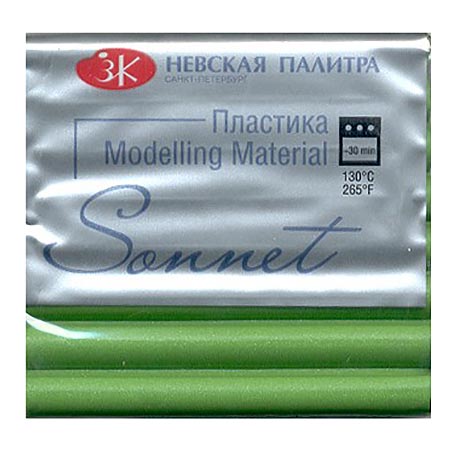 ЗК НЕВСКАЯ ПАЛИТРА
САНКТ-ПЕТЕРБУРГ
Пластика
Modelling Material
~30 min
130°C
265°F
Sonnet